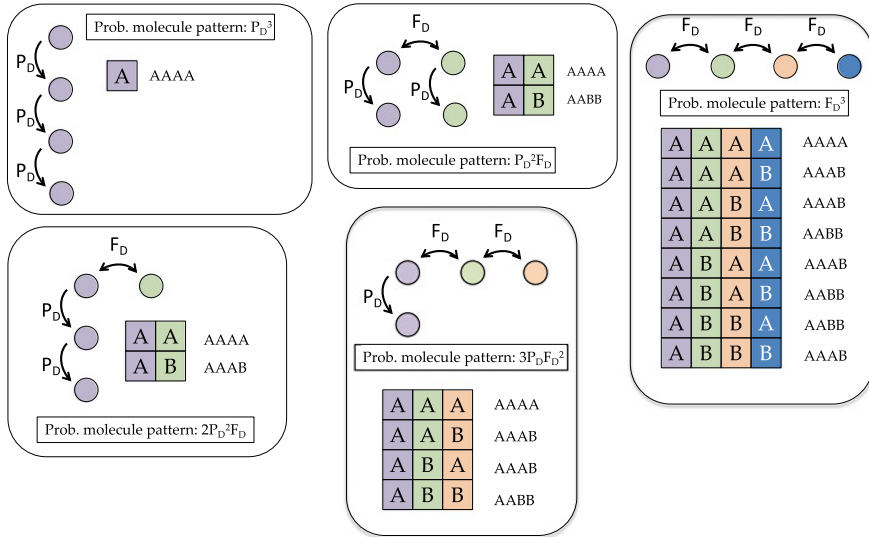 Prob. molecule pattern: P_D^3
P_D
P_D
P_D
A AAAA
F_D
P_D
P_D
A A AAAA
A B AABB
Prob. molecule pattern: P_D^2F_D
F_D F_D F_D
Prob. molecule pattern: F_D^3
A A A A AAAA
A A A B AAAB
A A B A AAAB
A A B B AABB
A B A A AAAB
A B A B AABB
A B B A AABB
A B B B AAAB
F_D
P_D
P_D
A A AAAA
A B AAAB
Prob. molecule pattern: 2P_D^2F_D
F_D F_D
P_D
Prob. molecule pattern: 3P_DF_D^2
A A A AAAA
A A B AAAB
A B A AAAB
A B B AABB